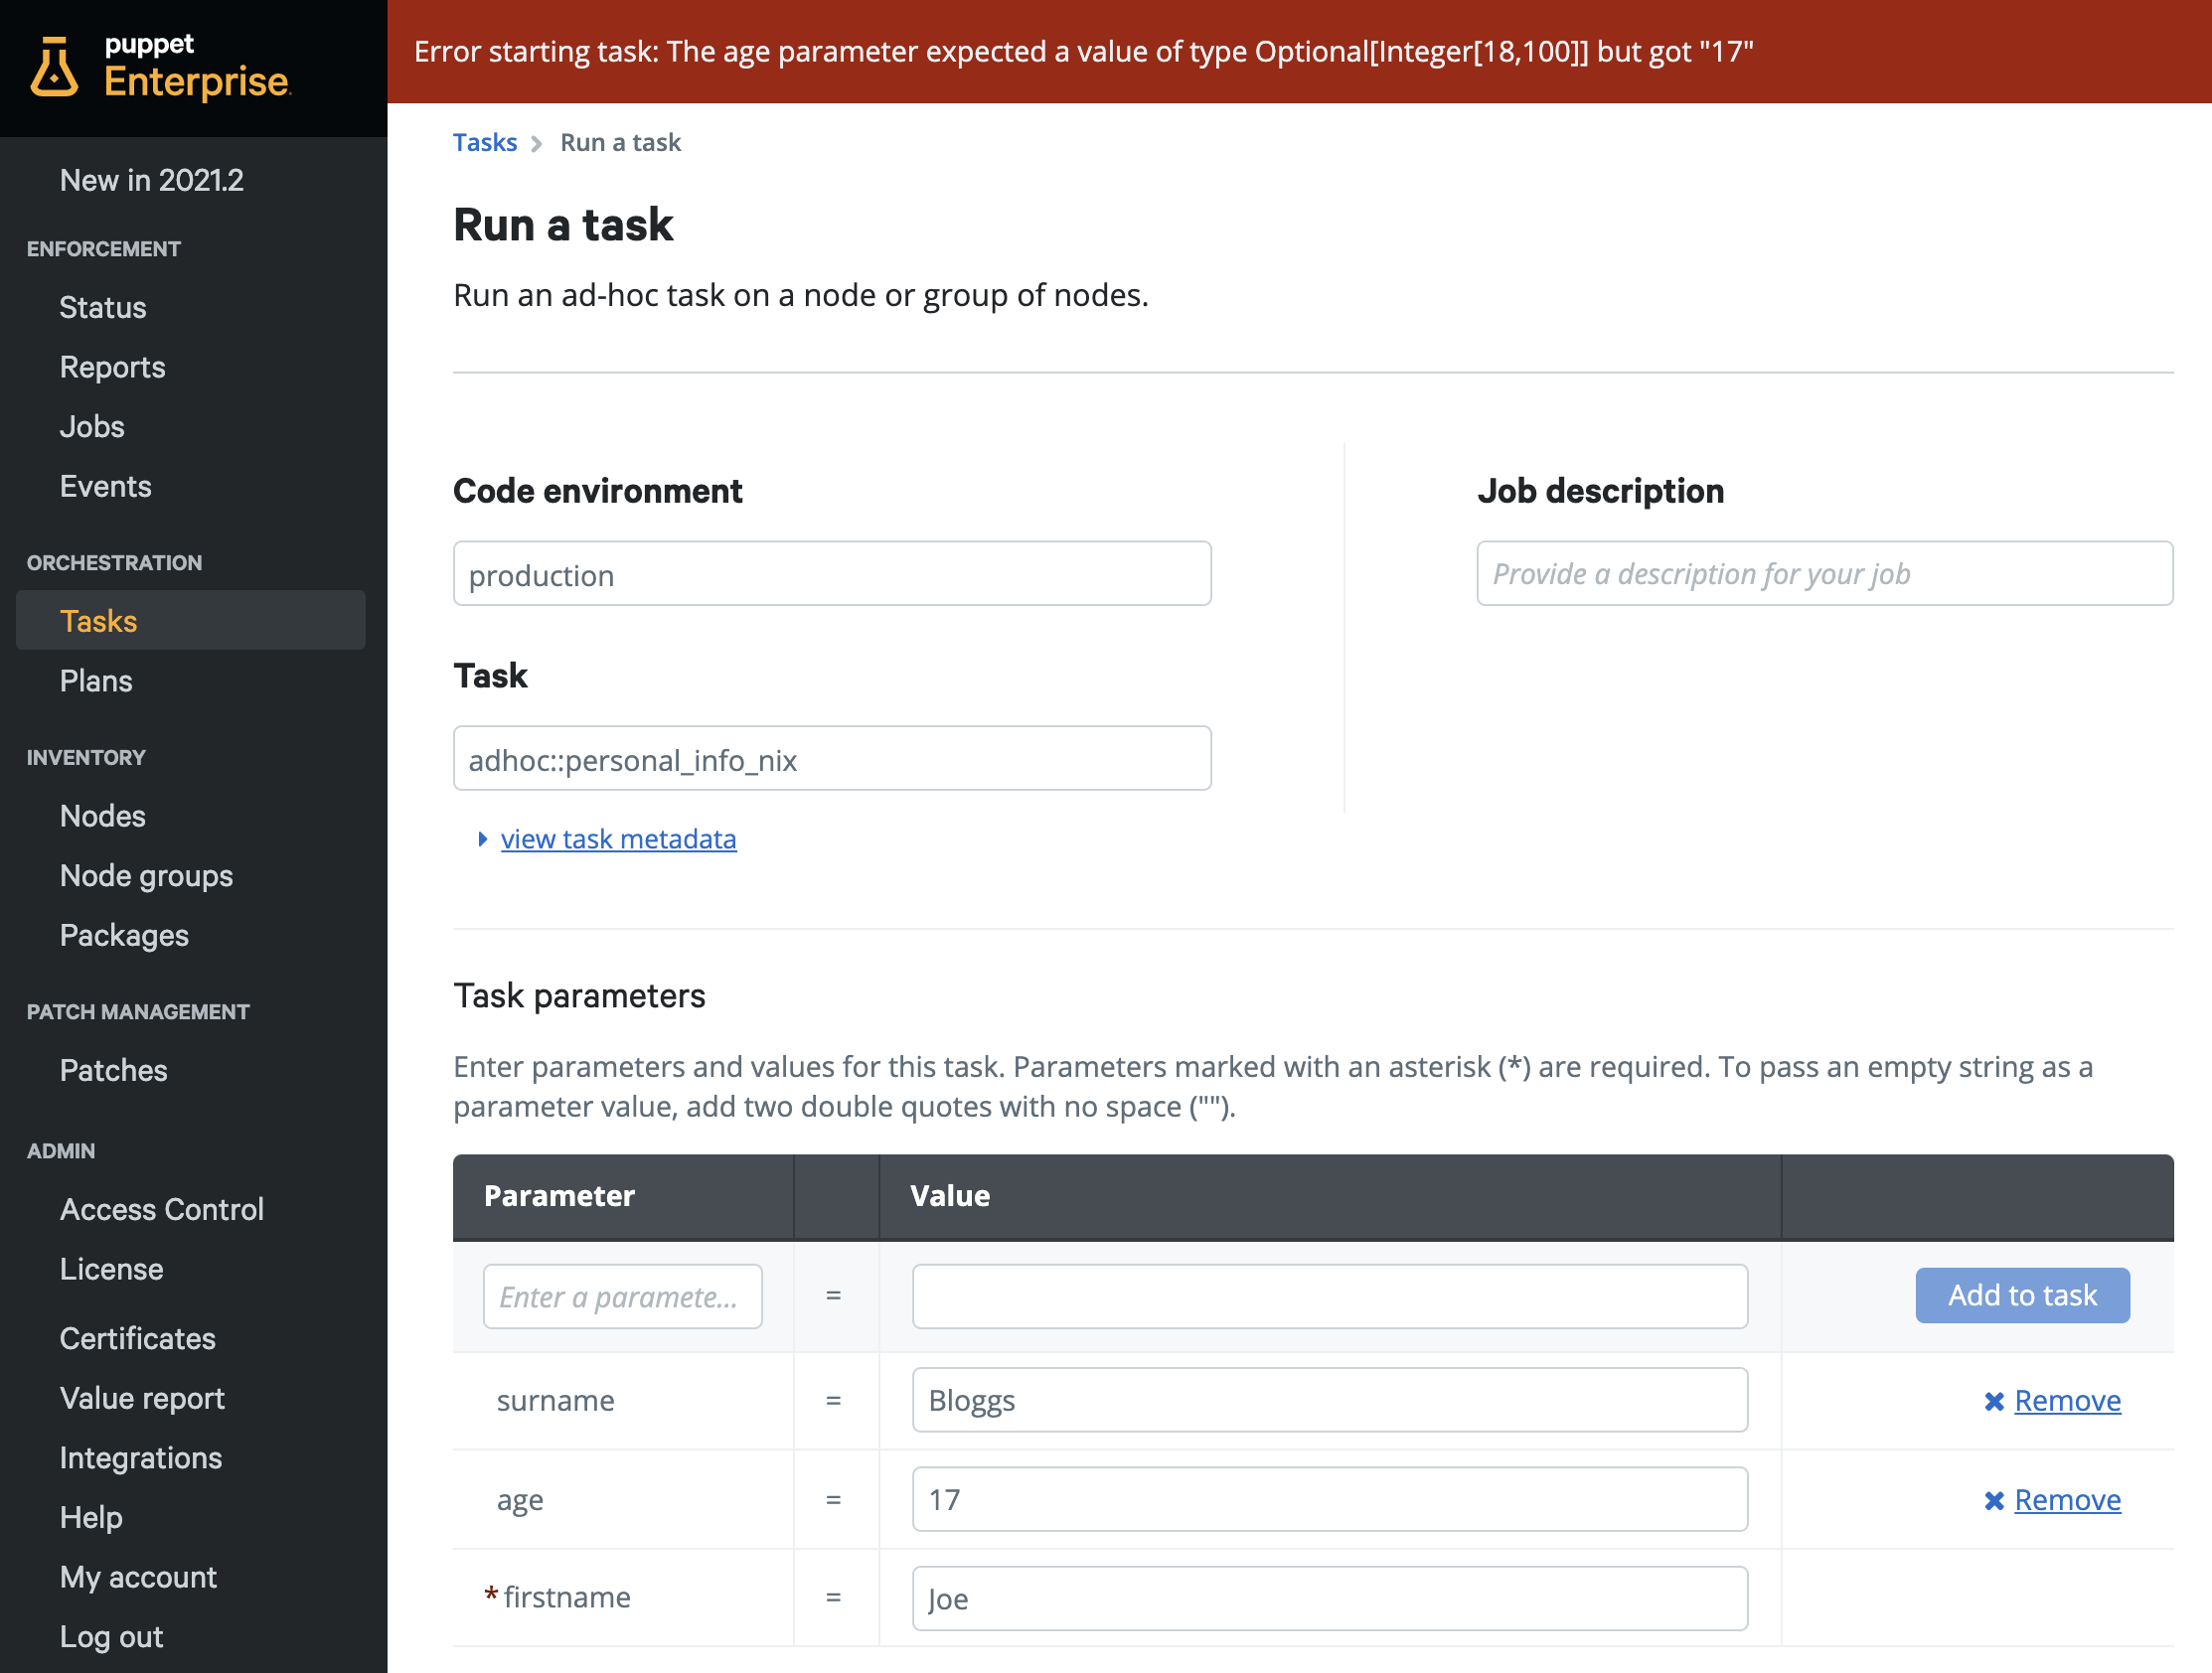 puppet
Enterprise
New in 2021.2
ENFORCEMENT
Status
Reports
Jobs
Events
ORCHESTRATION
Tasks
Plans
INVENTORY
Nodes
Node groups
Packages
PATCH MANAGEMENT
Patches
ADMIN
Access Control
License
Certificates
Value report
Integrations
Help
My account
Log out
Error starting task: The age parameter expected a value of type Optional[Integer[18,100]] but got "17"
Tasks Run a task
Run a task
Run an ad-hoc task on a node or group of nodes.
Code environment
production
Task
adhoc::personal_info_nix
view task metadata
Job description
Provide a description for your job
Task parameters
Enter parameters and values for this task. Parameters marked with an asterisk (*) are required. To pass an empty string as a
parameter value, add two double quotes with no space ("").
Parameter Value
Enter a paramete... = Add to task
surname = Bloggs Remove
age = 17 Remove
* firstname = Joe